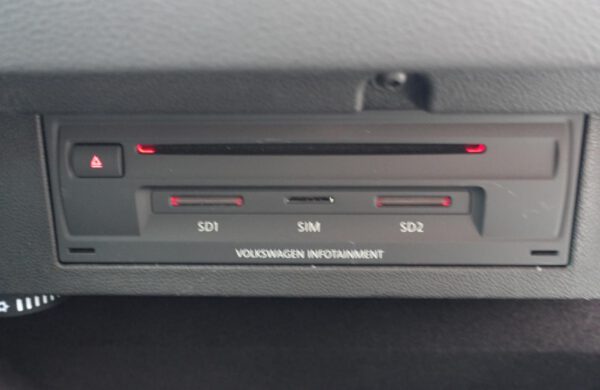 SD1 SIM SD2
VOLKSWAGEN INFOTAINMENT